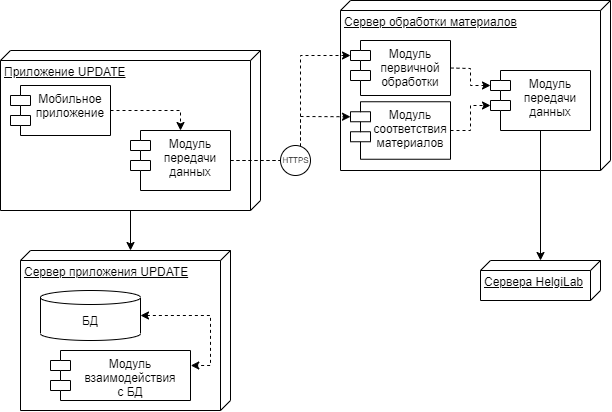 Приложение UPDATE
Мобильное
приложение
Модуль
передачи
данных
HTTPS
Сервер обработки материалов
Модуль
первичной
обработки
Модуль
соответствия
материалов
Модуль
передачи
данных
Сервер приложения UPDATE
БД
Модуль
взаимодействия
с БД
Сервера HelgiLab